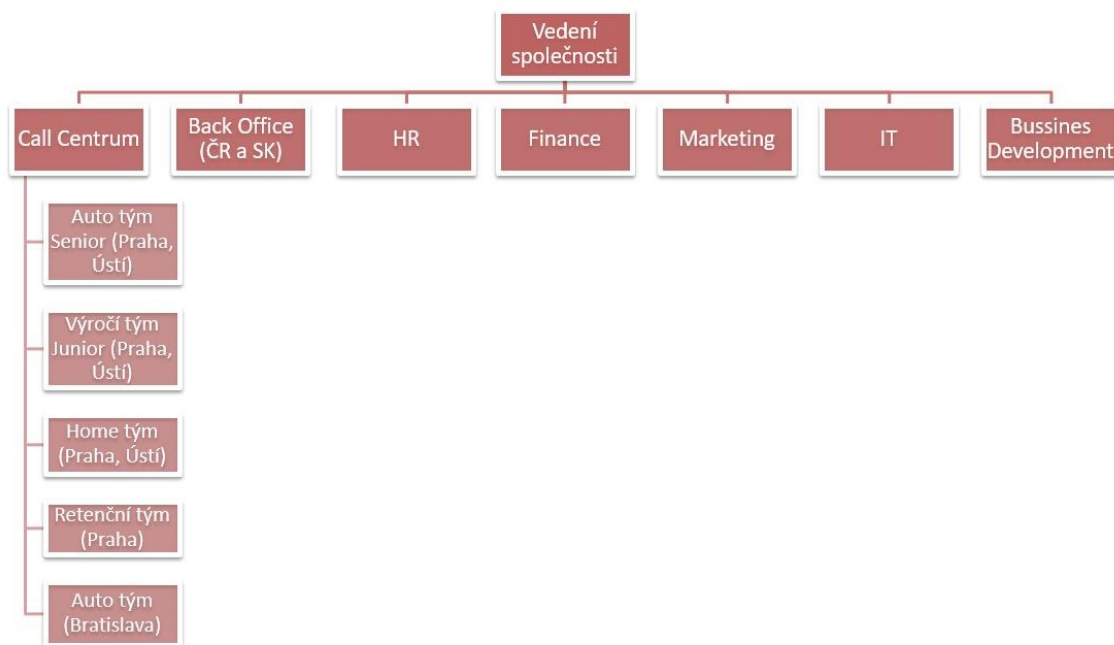 Vedení
společnosti
Call Centrum
Back Office
(ČR a SK)
HR
Finance
Marketing
IT
Bussines
Development
Auto tým
Senior (Praha,
Ústí)
Výročí tým
Junior (Praha,
Ústí)
Home tým
(Praha, Ústí)
Retenční tým
(Praha)
Auto tým
(Bratislava)